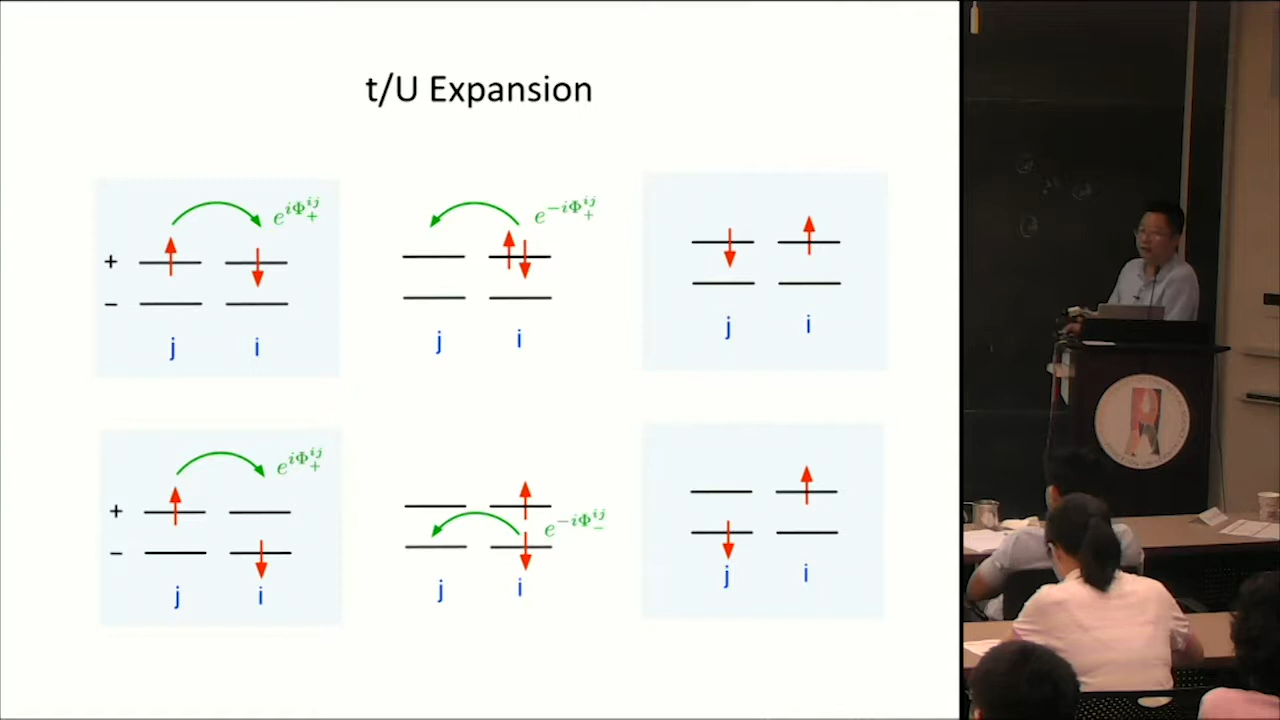 t/U Expansion
+
−
j
i
e^{iΦ_+^{ij}}
j
i
e^{-iΦ_+^{ij}}
j
i
+
−
j
i
e^{iΦ_+^{ij}}
j
i
e^{-iΦ_-^{ij}}
j
i